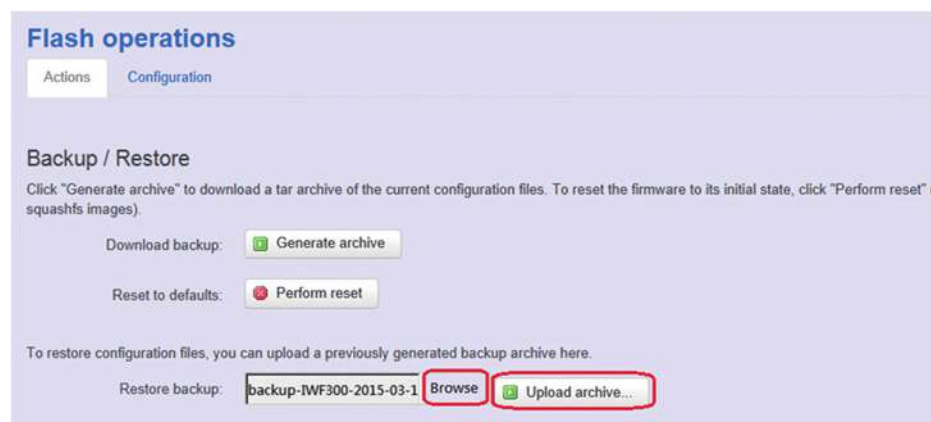 Flash operations
Actions Configuration
Backup / Restore
Click "Generate archive" to download a tar archive of the current configuration files. To reset the firmware to its initial state, click "Perform reset"
squashfs images).
Download backup: Generate archive
Reset to defaults: Perform reset
To restore configuration files, you can upload a previously generated backup archive here.
Restore backup: backup-IWF300-2015-03-1 Browse Upload archive...